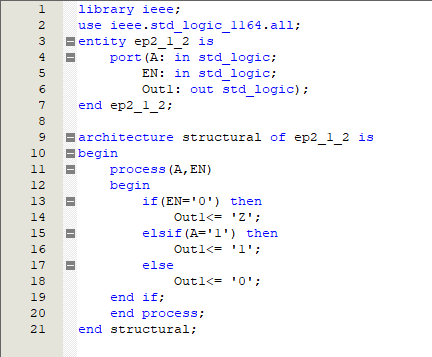 1 library ieee;
2 use ieee.std_logic_1164.all;
3 entity ep2_1_2 is
4     port(A: in std_logic;
5         EN: in std_logic;
6         Out1: out std_logic);
7 end ep2_1_2;
8
9 architecture structural of ep2_1_2 is
10 begin
11     process(A,EN)
12     begin
13         if(EN='0') then
14             Out1<= 'Z';
15         elsif(A='1') then
16             Out1<= '1';
17         else
18             Out1<= '0';
19     end if;
20     end process;
21 end structural;